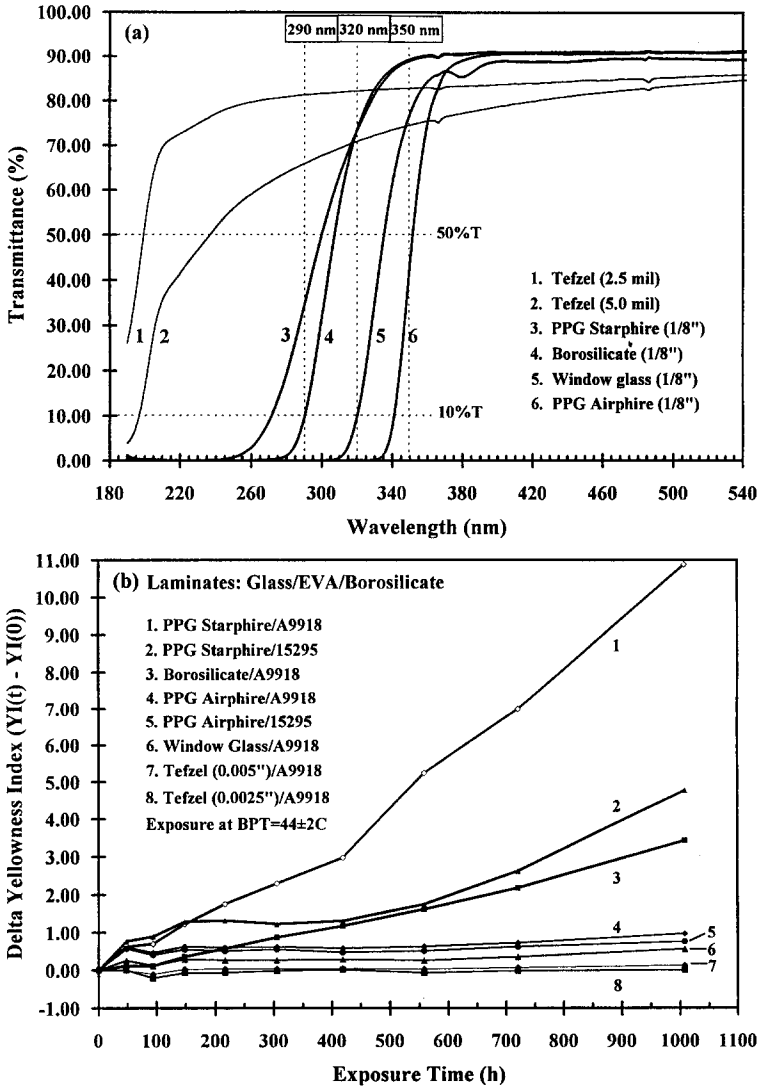 (a)
290 nm 320 nm 350 nm
100.00
90.00
80.00
70.00
60.00
50.00
40.00
30.00
20.00
10.00
0.00
Transmittance (%)
50%T
10%T
1 2 3 4 5 6
1. Tefzel (2.5 mil)
2. Tefzel (5.0 mil)
3. PPG Starphire (1/8")
4. Borosilicate (1/8")
5. Window glass (1/8")
6. PPG Airphire (1/8")
180 220 260 300 340 380 420 460 500 540
Wavelength (nm)
(b) Laminates: Glass/EVA/Borosilicate
11.00
10.00
9.00
8.00
7.00
6.00
5.00
4.00
3.00
2.00
1.00
0.00
-1.00
Delta Yellowness Index (YI(t) - YI(0))
1. PPG Starphire/A9918
2. PPG Starphire/15295
3. Borosilicate/A9918
4. PPG Airphire/A9918
5. PPG Airphire/15295
6. Window Glass/A9918
7. Tefzel (0.005")/A9918
8. Tefzel (0.0025")/A9918
Exposure at BPT=44±2C
1
2
3
4
5
6
7
8
0 100 200 300 400 500 600 700 800 900 1000 1100
Exposure Time (h)